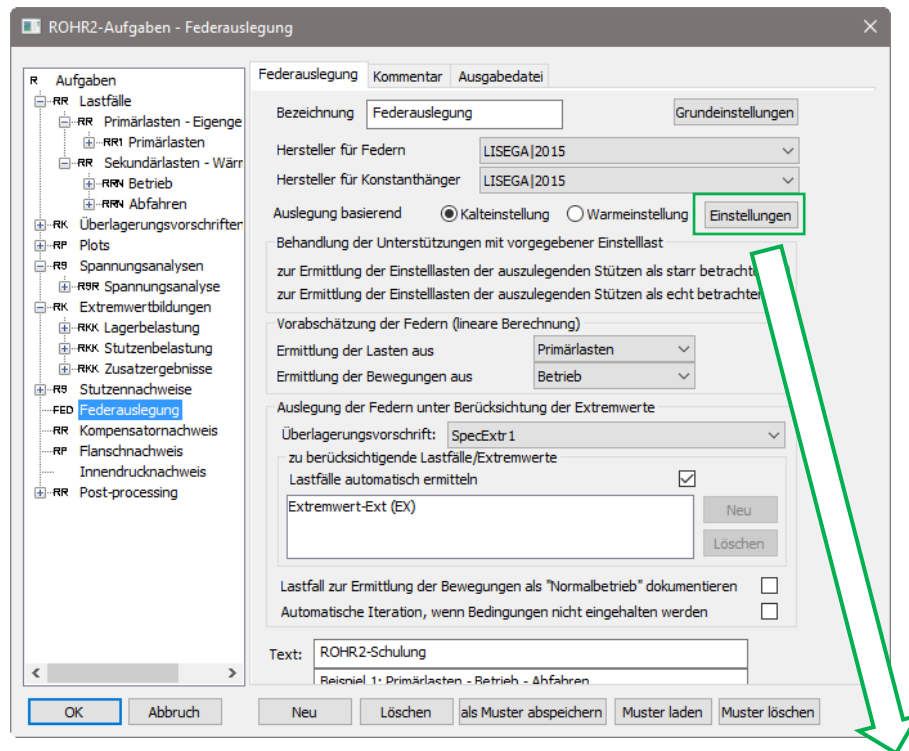 ROHR2-Aufgaben - Federauslegung
R Aufgaben
RR Lastfälle
RR Primärlasten - Eigenge
RR1 Primärlasten
RR Sekundärlasten - Wärr
RRN Betrieb
RRN Abfahren
RK Überlagerungsvorschriften
RP Plots
R9 Spannungsanalysen
R9R Spannungsanalyse
RK Extremwertbildungen
RKK Lagerbelastung
RKK Stutzenbelastung
RKK Zusatzergebnisse
R9 Stutzennachweise
FED Federauslegung
RR Kompensatornachweis
RP Flanschnachweis
Innendrucknachweis
RR Post-processing
Federauslegung Kommentar Ausgabedatei
Bezeichnung Federauslegung Grundeinstellungen
Hersteller für Federn LISEGA|2015
Hersteller für Konstanthänger LISEGA|2015
Auslegung basierend Kalteinstellung Warmeinstellung Einstellungen
Behandlung der Unterstützungen mit vorgegebener Einstelllast
zur Ermittlung der Einstelllasten der auszulegenden Stützen als starr betrachte
zur Ermittlung der Einstelllasten der auszulegenden Stützen als echt betrachte
Vorabschätzung der Federn (lineare Berechnung)
Ermittlung der Lasten aus Primärlasten
Ermittlung der Bewegungen aus Betrieb
Auslegung der Federn unter Berücksichtung der Extremwerte
Überlagerungsvorschrift: SpecExtr1
zu berücksichtigende Lastfälle/Extremwerte
Lastfälle automatisch ermitteln
Extremwert-Ext (EX)
Neu
Löschen
Lastfall zur Ermittlung der Bewegungen als "Normalbetrieb" dokumentieren
Automatische Iteration, wenn Bedingungen nicht eingehalten werden
Text: ROHR2-Schulung
Beispiel 1: Primärlasten - Betrieb - Abfahren
OK Abbruch Neu Löschen als Muster abspeichern Muster laden Muster löschen